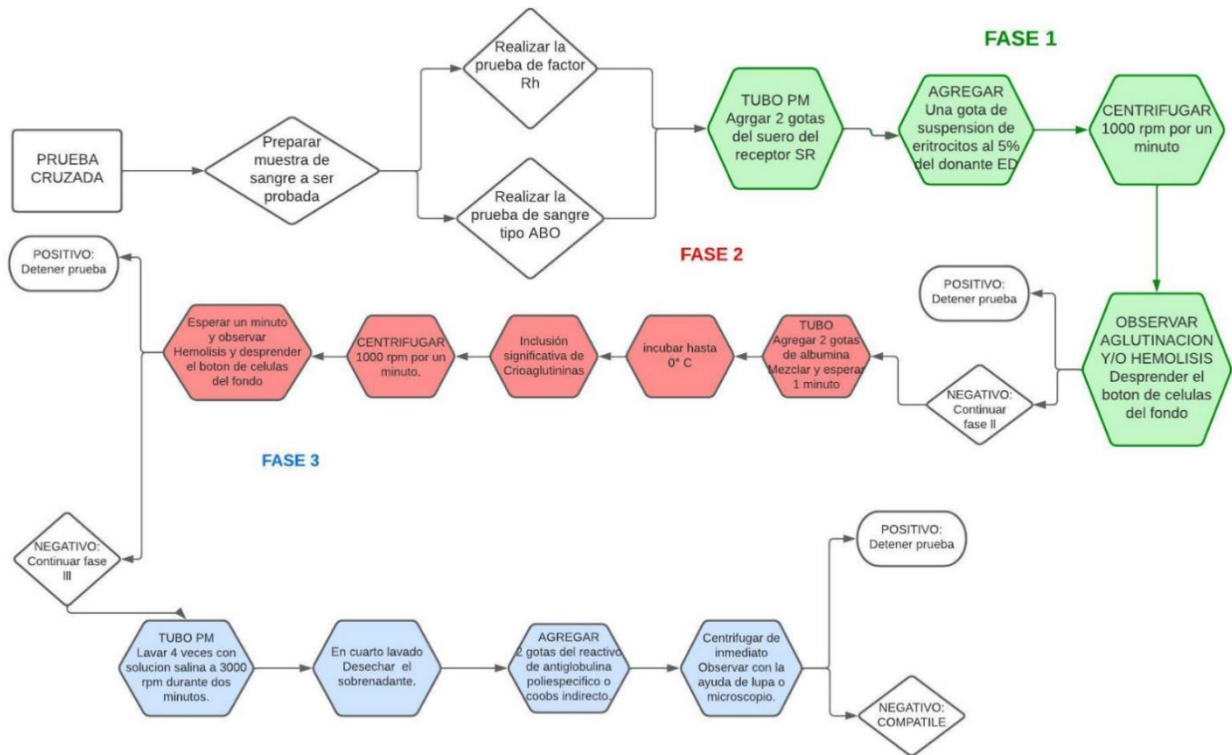 FASE 1
PRUEBA
CRUZADA
Preparar
muestra de
sangre a ser
probada
Realizar la
prueba de factor
Rh
Realizar la
prueba de sangre
tipo ABO
TUBO PM
Agrgar 2 gotas
del suero del
receptor SR
AGREGAR
Una gota de
suspension de
eritrocitos al 5%
del donante ED
CENTRIFUGAR
1000 rpm por un
minuto
OBSERVAR
AGLUTINACION
Y/O HEMOLISIS
Desprender el
boton de celulas
del fondo
POSITIVO:
Detener prueba
NEGATIVO:
Continuar
fase II
FASE 2
TUBO
Agregar 2 gotas
de albumina
Mezclar y esperar
1 minuto
incubar hasta
0° C
Inclusión
significativa de
Crioaglutininas
CENTRIFUGAR
1000 rpm por un
minuto.
Esperar un minuto
y observar
Hemolisis y desprender
el boton de celulas
del fondo
POSITIVO:
Detener prueba
NEGATIVO:
Continuar fase
III
FASE 3
TUBO PM
Lavar 4 veces con
solucion salina a 3000
rpm durante dos
minutos.
En cuarto lavado
Desechar el
sobrenadante.
AGREGAR
2 gotas del reactivo
de antiglobulina
poliespecifico o
coobs indirecto.
Centrifugar de
inmediato
Observar con la
ayuda de lupa o
microscopio.
POSITIVO:
Detener prueba
NEGATIVO:
COMPATILE